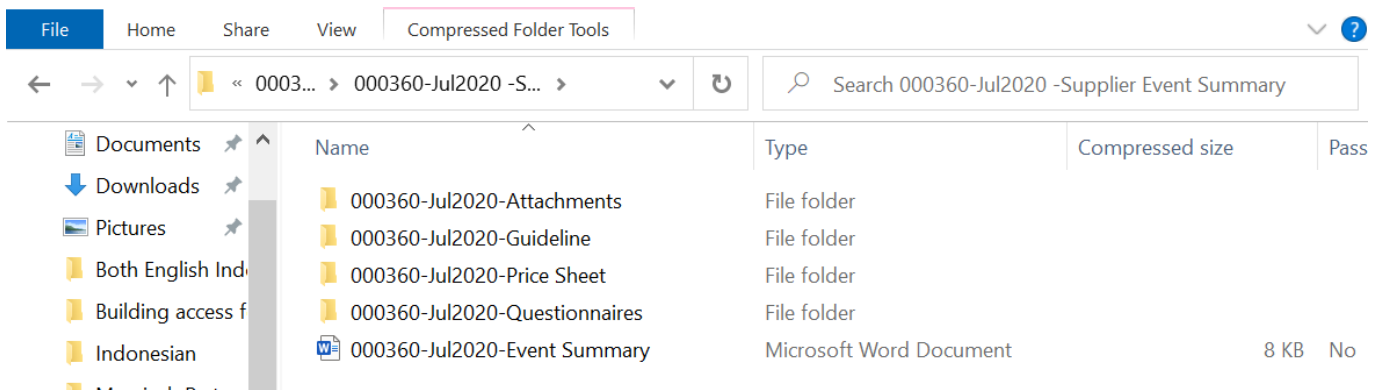 File Home Share View Compressed Folder Tools
« 0003... › 000360-Jul2020 -S... › Search 000360-Jul2020 -Supplier Event Summary
Documents Name Type Compressed size Pass
Downloads 000360-Jul2020-Attachments File folder
Pictures 000360-Jul2020-Guideline File folder
Both English Ind 000360-Jul2020-Price Sheet File folder
Building access f 000360-Jul2020-Questionnaires File folder
Indonesian 000360-Jul2020-Event Summary Microsoft Word Document 8 KB No